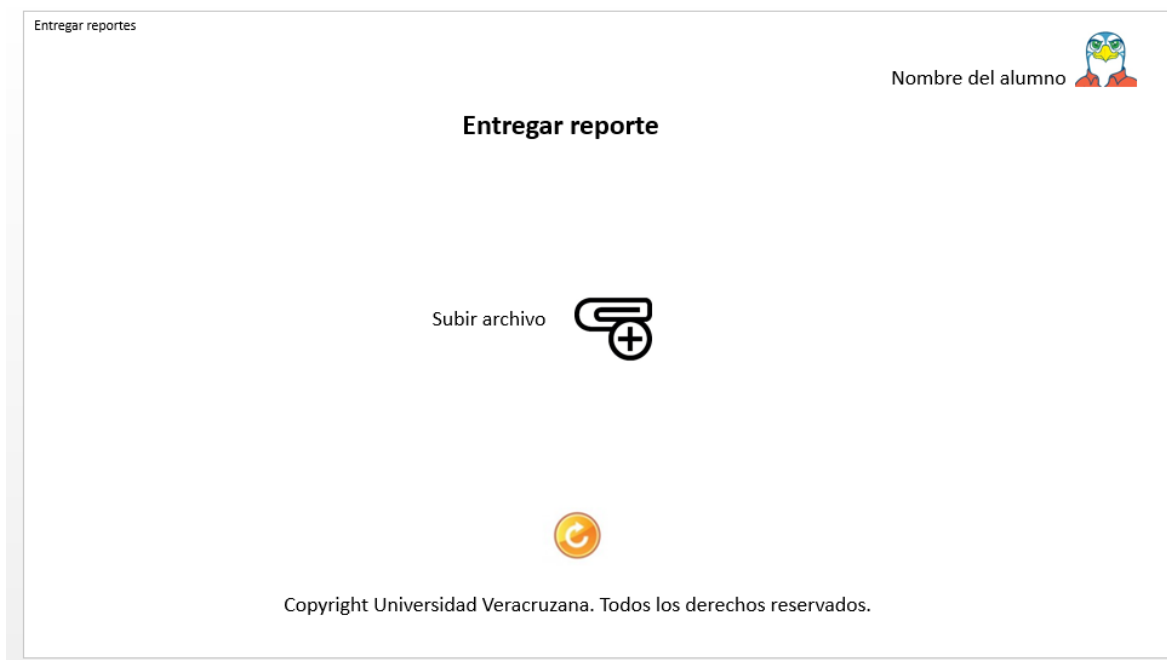 Entregar reportes
Nombre del alumno
Entregar reporte
Subir archivo
Copyright Universidad Veracruzana. Todos los derechos reservados.